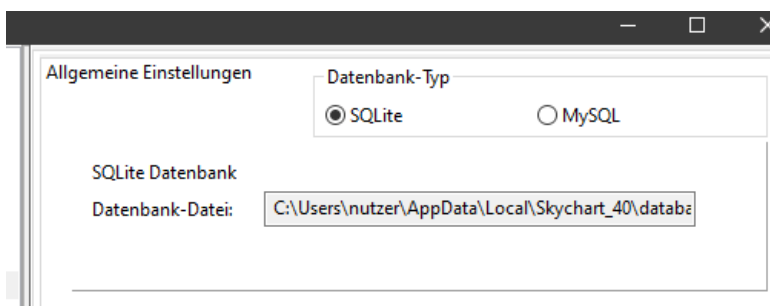 Allgemeine Einstellungen
Datenbank-Typ
SQLite MySQL
SQLite Datenbank
Datenbank-Datei: C:\Users\nutzer\AppData\Local\Skychart_40\databa